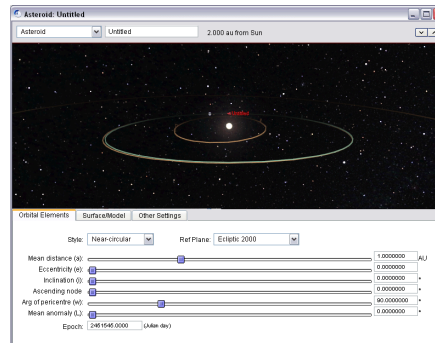 Asteroid: Untitled
Asteroid Untitled 2.000 au from Sun
Untitled
Orbital Elements Surface/Model Other Settings
Style: Near-circular Ref Plane: Ecliptic 2000
Mean distance (a): 1.0000000 AU
Eccentricity (e): 0.0000000
Inclination (i): 0.0000000 °
Ascending node 0.0000000 °
Arg of pericentre (w): 90.0000000 °
Mean anomaly (L): 0.0000000 °
Epoch: 2451545.0000 (Julian day)